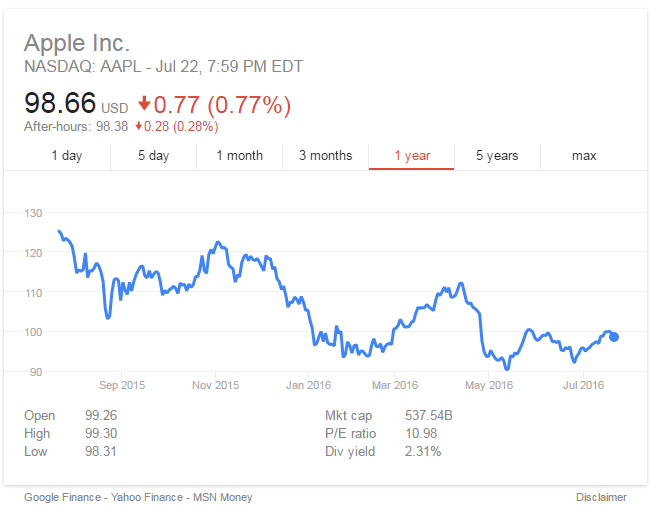 Apple Inc.
NASDAQ: AAPL - Jul 22, 7:59 PM EDT
98.66 USD 0.77 (0.77%)
After-hours: 98.38 0.28 (0.28%)
1 day 5 day 1 month 3 months 1 year 5 years max
130
120
110
100
90
Sep 2015 Nov 2015 Jan 2016 Mar 2016 May 2016 Jul 2016
Open 99.26 Mkt cap 537.54B
High 99.30 P/E ratio 10.98
Low 98.31 Div yield 2.31%
Google Finance - Yahoo Finance - MSN Money Disclaimer